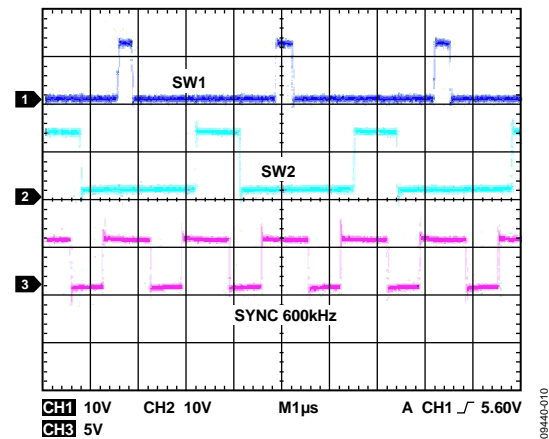 SW1
1
SW2
2
3
SYNC 600kHz
CH1 10V CH2 10V M1µs A CH1 5.60V
CH3 5V
09440-010